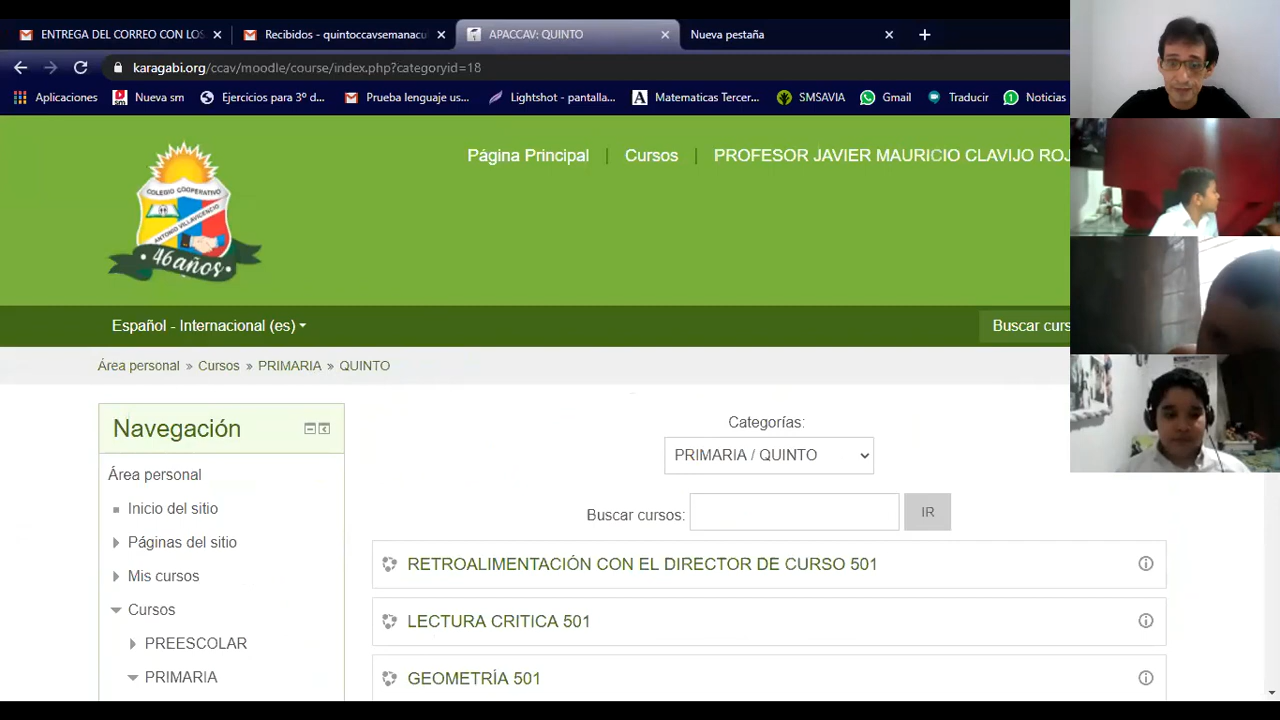 ENTREGA DEL CORREO CON LOS
Recibidos - quintoccavsemanacu
APACCAV: QUINTO
Nueva pestaña
karagabi.org/ccav/moodle/course/index.php?categoryid=18
Aplicaciones
Nueva sm
Ejercicios para 3º d...
Prueba lenguaje us...
Lightshot - pantalla...
Matematicas Tercer...
SMSAVIA
Gmail
Traducir
Noticias
COLEGIO COOPERATIVO
ANTONIO VILLAVICENCIO
• 46 años •
Página Principal
Cursos
PROFESOR JAVIER MAURICIO CLAVIJO ROJ
Español - Internacional (es)
Buscar curs
Área personal » Cursos » PRIMARIA » QUINTO
Navegación
Área personal
Inicio del sitio
Páginas del sitio
Mis cursos
Cursos
PREESCOLAR
PRIMARIA
Categorías:
PRIMARIA / QUINTO
Buscar cursos:
IR
RETROALIMENTACIÓN CON EL DIRECTOR DE CURSO 501
LECTURA CRITICA 501
GEOMETRÍA 501